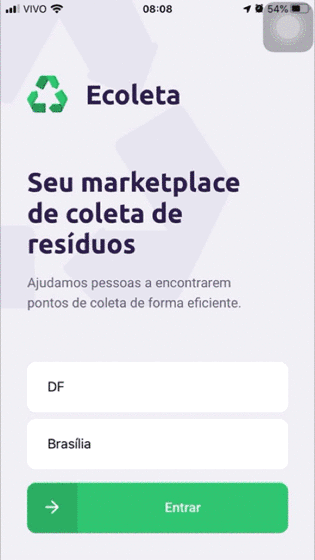 VIVO 08:08 54%
Ecoleta
Seu marketplace
de coleta de
resíduos
Ajudamos pessoas a encontrarem
pontos de coleta de forma eficiente.
DF
Brasília
Entrar